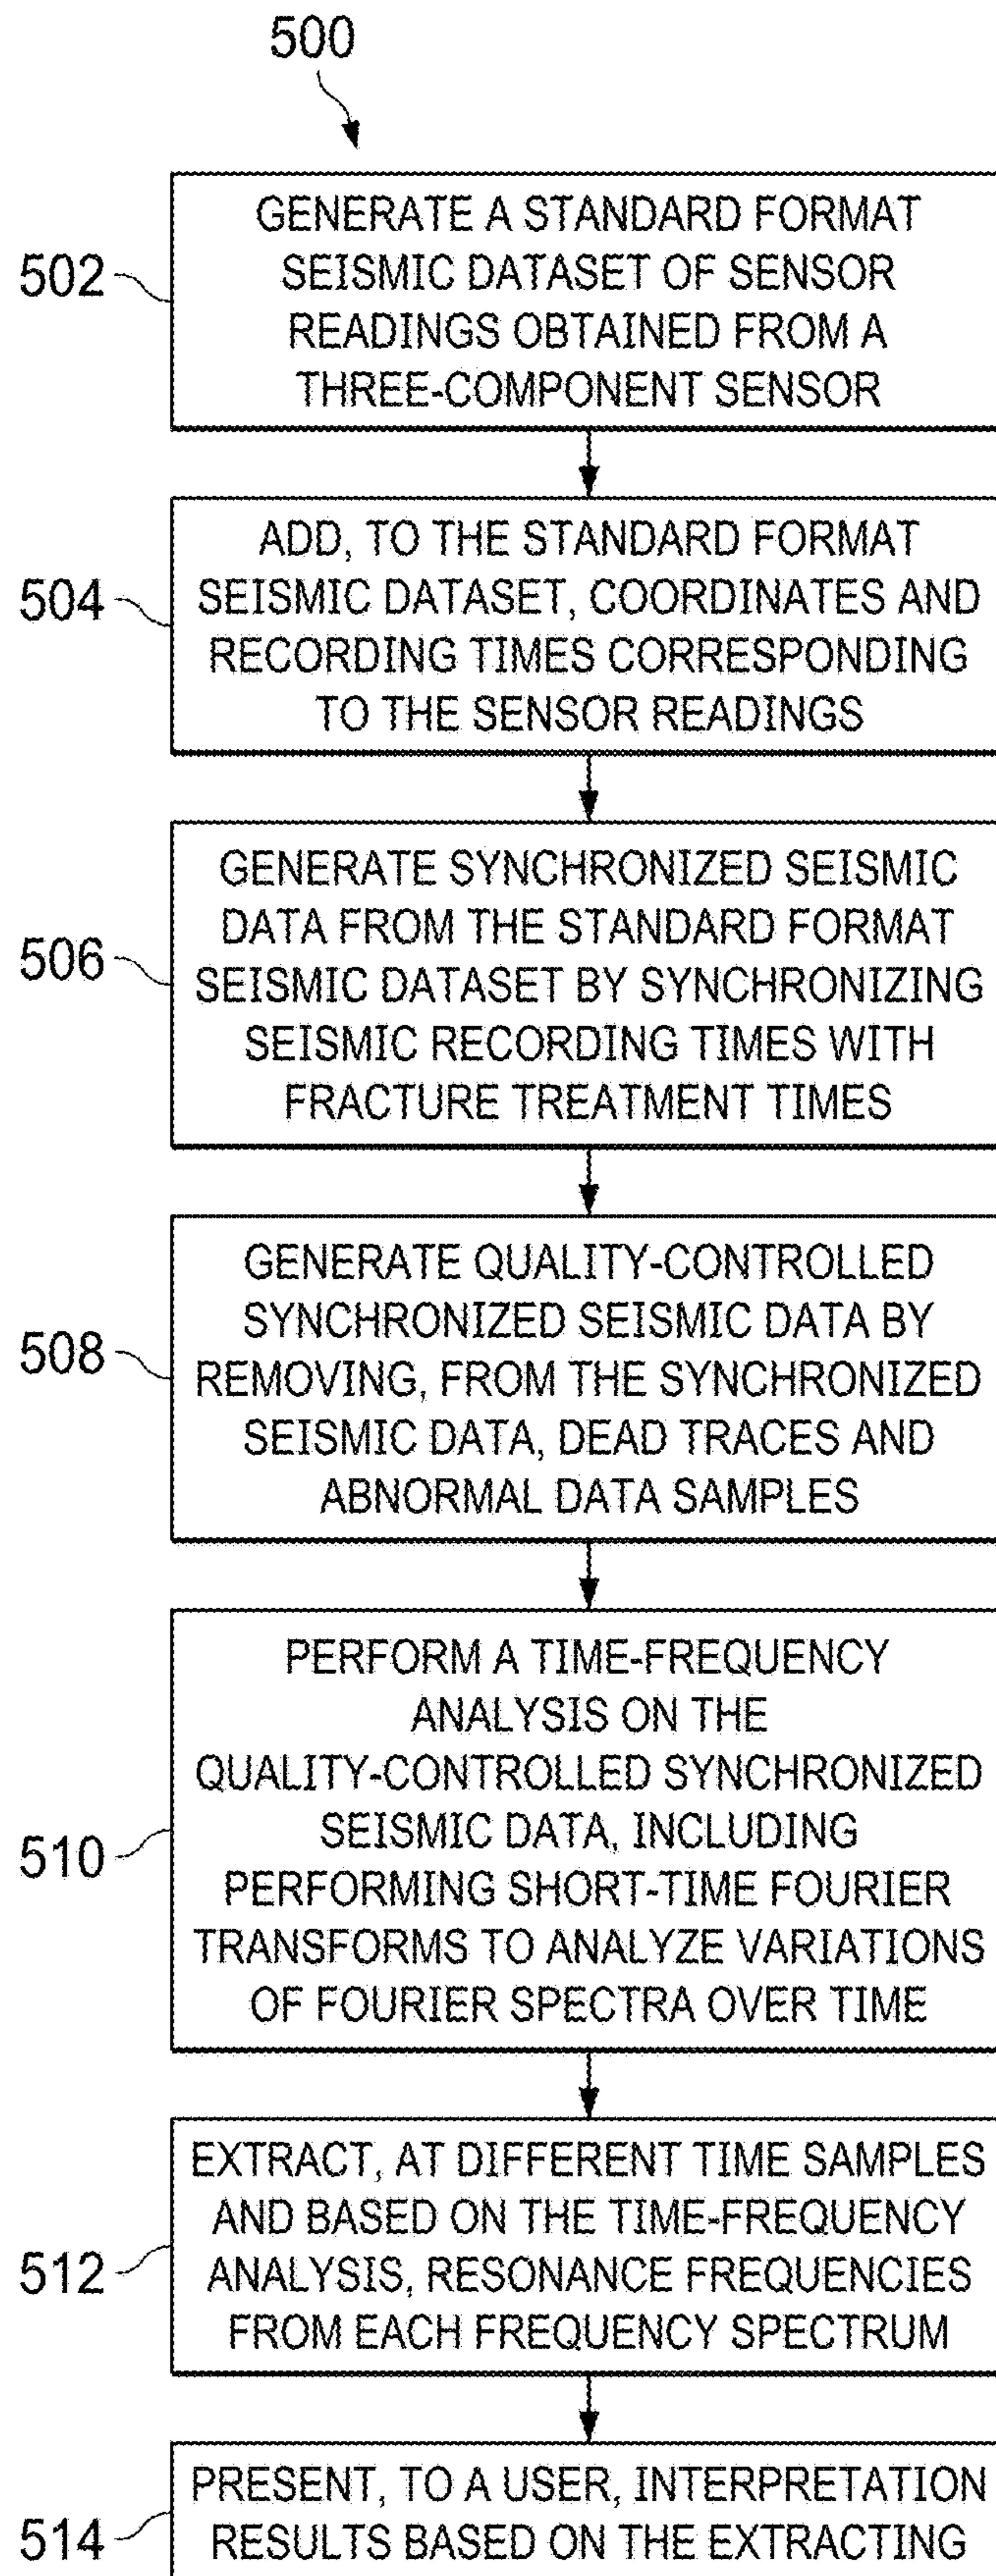 500
502
GENERATE A STANDARD FORMAT
SEISMIC DATASET OF SENSOR
READINGS OBTAINED FROM A
THREE-COMPONENT SENSOR
504
ADD, TO THE STANDARD FORMAT
SEISMIC DATASET, COORDINATES AND
RECORDING TIMES CORRESPONDING
TO THE SENSOR READINGS
506
GENERATE SYNCHRONIZED SEISMIC
DATA FROM THE STANDARD FORMAT
SEISMIC DATASET BY SYNCHRONIZING
SEISMIC RECORDING TIMES WITH
FRACTURE TREATMENT TIMES
508
GENERATE QUALITY-CONTROLLED
SYNCHRONIZED SEISMIC DATA BY
REMOVING, FROM THE SYNCHRONIZED
SEISMIC DATA, DEAD TRACES AND
ABNORMAL DATA SAMPLES
510
PERFORM A TIME-FREQUENCY
ANALYSIS ON THE
QUALITY-CONTROLLED SYNCHRONIZED
SEISMIC DATA, INCLUDING
PERFORMING SHORT-TIME FOURIER
TRANSFORMS TO ANALYZE VARIATIONS
OF FOURIER SPECTRA OVER TIME
512
EXTRACT, AT DIFFERENT TIME SAMPLES
AND BASED ON THE TIME-FREQUENCY
ANALYSIS, RESONANCE FREQUENCIES
FROM EACH FREQUENCY SPECTRUM
514
PRESENT, TO A USER, INTERPRETATION
RESULTS BASED ON THE EXTRACTING